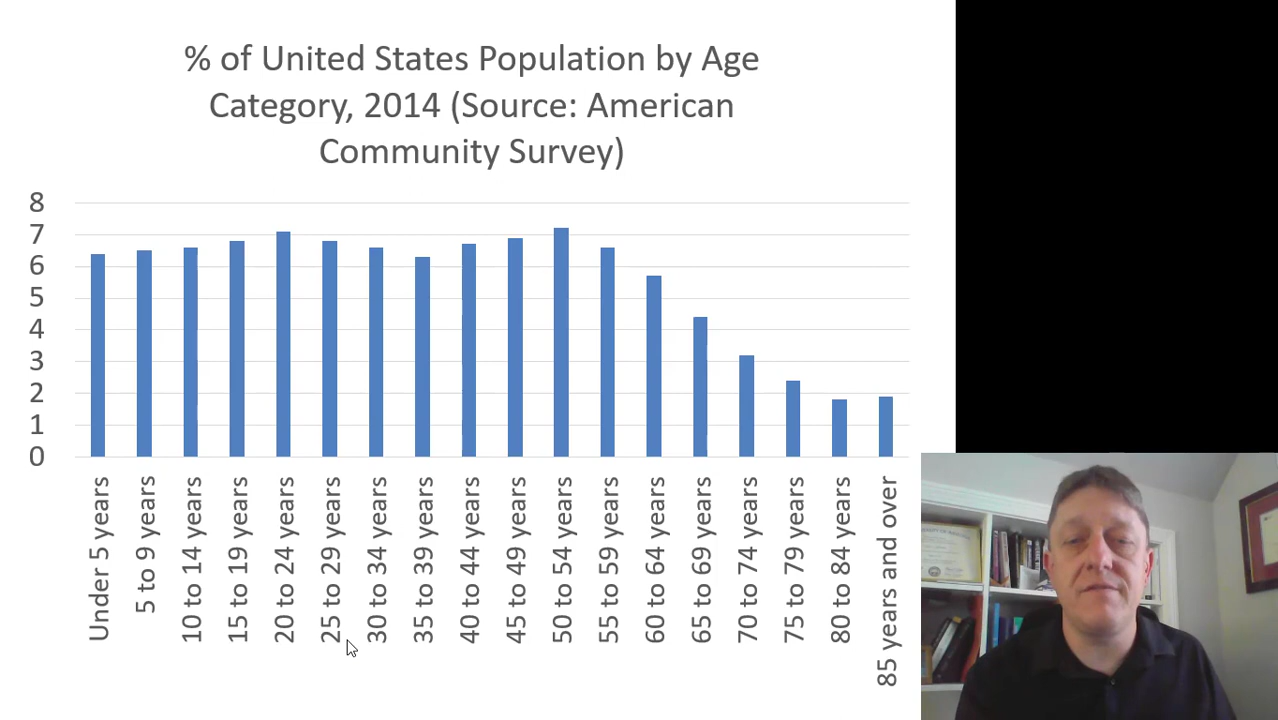 % of United States Population by Age
Category, 2014 (Source: American
Community Survey)
8
7
6
5
4
3
2
1
0
Under 5 years
5 to 9 years
10 to 14 years
15 to 19 years
20 to 24 years
25 to 29 years
30 to 34 years
35 to 39 years
40 to 44 years
45 to 49 years
50 to 54 years
55 to 59 years
60 to 64 years
65 to 69 years
70 to 74 years
75 to 79 years
80 to 84 years
85 years and over